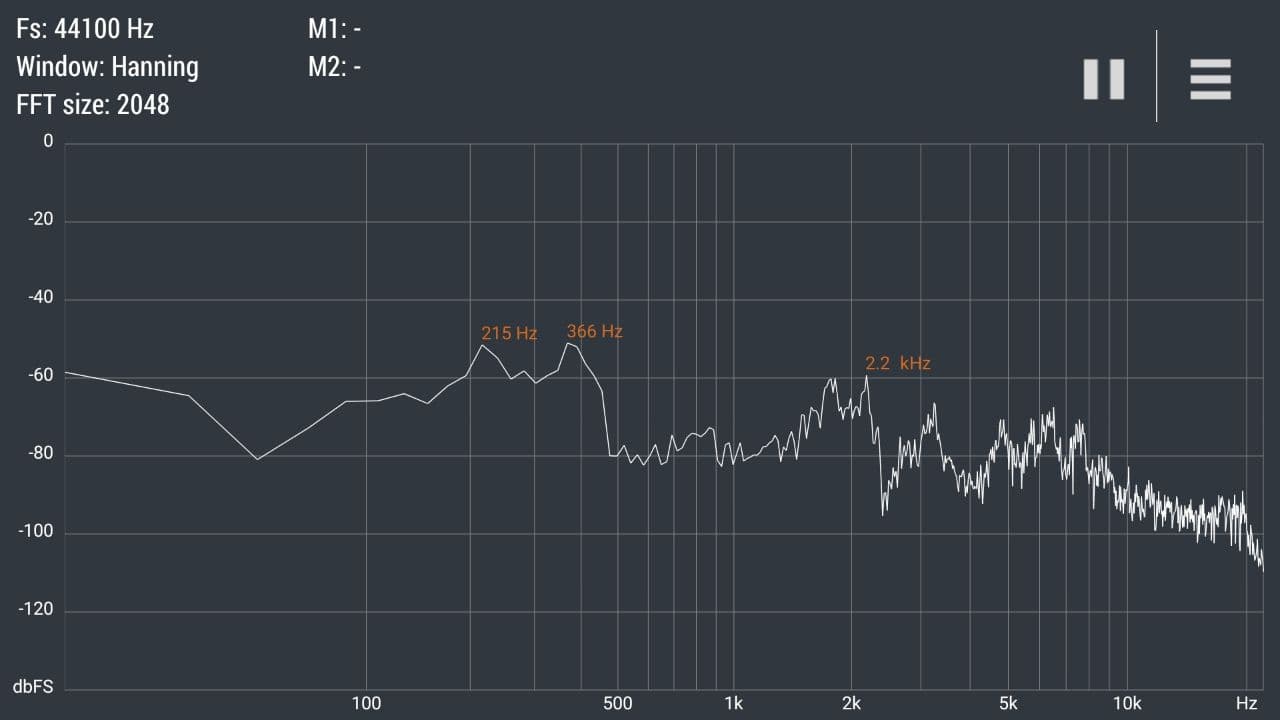 Fs: 44100 Hz
M1: -
Window: Hanning
M2: -
FFT size: 2048
0
-20
-40
215 Hz
366 Hz
2.2 kHz
-60
-80
-100
-120
dbFS
100
500
1k
2k
5k
10k
Hz